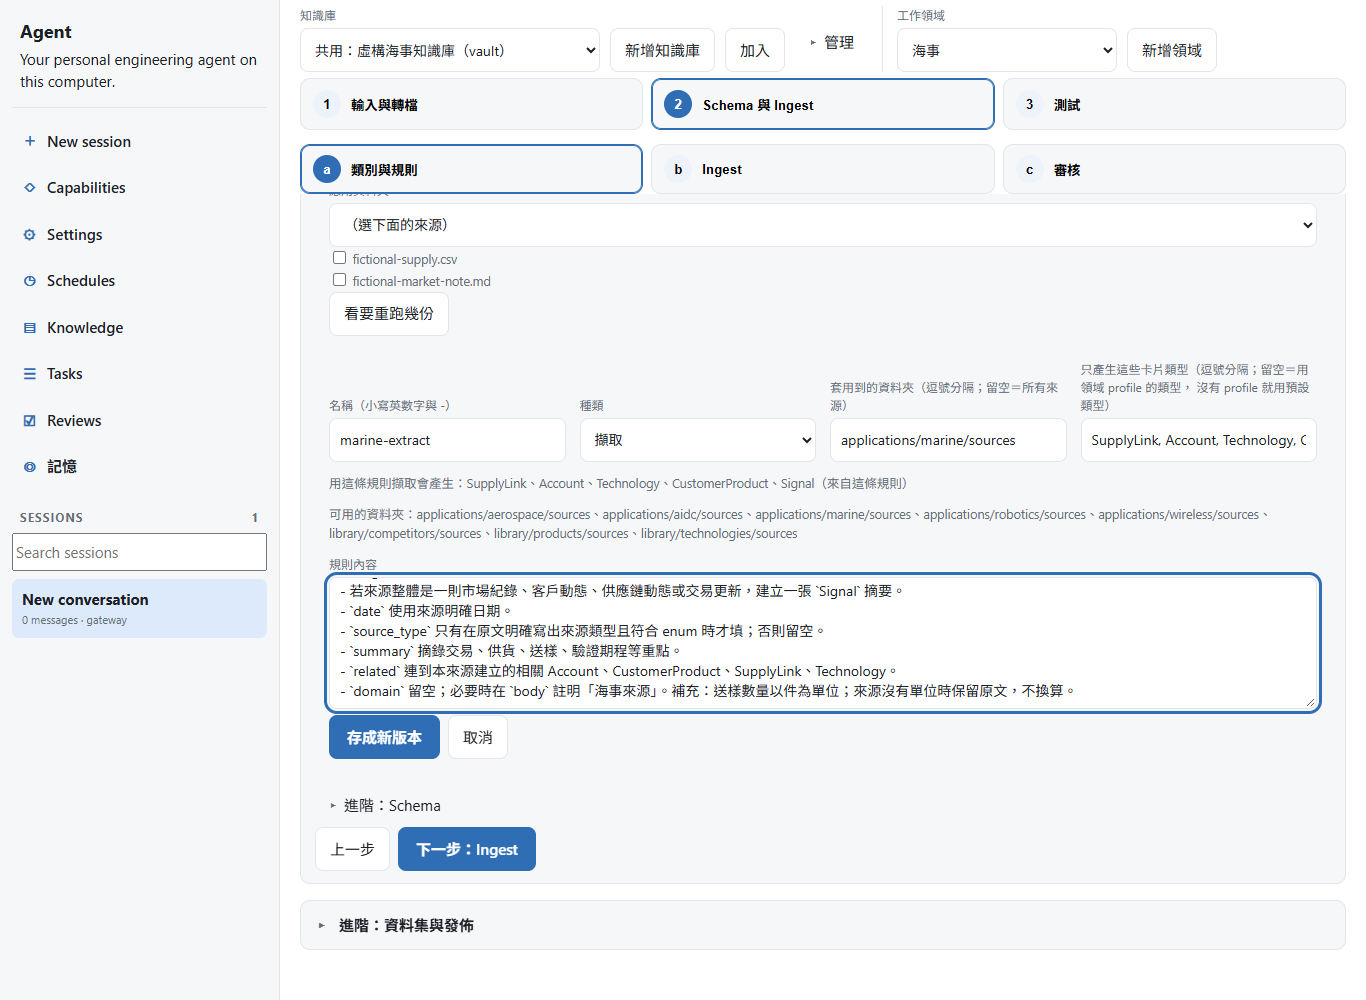 Agent
Your personal engineering agent on
this computer.
New session
Capabilities
Settings
Schedules
Knowledge
Tasks
Reviews
記憶
SESSIONS 1
Search sessions
New conversation
0 messages · gateway
知識庫
共用：虛構海事知識庫（vault）
新增知識庫
加入
管理
工作領域
海事
新增領域
1 輸入與轉檔
2 Schema 與 Ingest
3 測試
a 類別與規則
b Ingest
c 審核
（選下面的來源）
fictional-supply.csv
fictional-market-note.md
看要重跑幾份
名稱（小寫英數字與 -）
marine-extract
種類
擷取
套用到的資料夾（逗號分隔；留空＝所有來
源）
applications/marine/sources
只產生這些卡片類型（逗號分隔；留空＝用
領域 profile 的類型， 沒有 profile 就用預設
類型）
SupplyLink, Account, Technology, C
用這條規則擷取會產生：SupplyLink、Account、Technology、CustomerProduct、Signal（來自這條規則）
可用的資料夾：applications/aerospace/sources、applications/aidc/sources、applications/marine/sources、applications/robotics/sources、applications/wireless/sources、
library/competitors/sources、library/products/sources、library/technologies/sources
規則內容
- 若來源整體是一則市場紀錄、客戶動態、供應鏈動態或交易更新，建立一張 `Signal` 摘要。
- `date` 使用來源明確日期。
- `source_type` 只有在原文明確寫出來源類型且符合 enum 時才填；否則留空。
- `summary` 摘錄交易、供貨、送樣、驗證期程等重點。
- `related` 連到本來源建立的相關 Account、CustomerProduct、SupplyLink、Technology。
- `domain` 留空；必要時在 `body` 註明「海事來源」。補充：送樣數量以件為單位；來源沒有單位時保留原文，不換算。
存成新版本
取消
進階：Schema
上一步
下一步：Ingest
進階：資料集與發佈